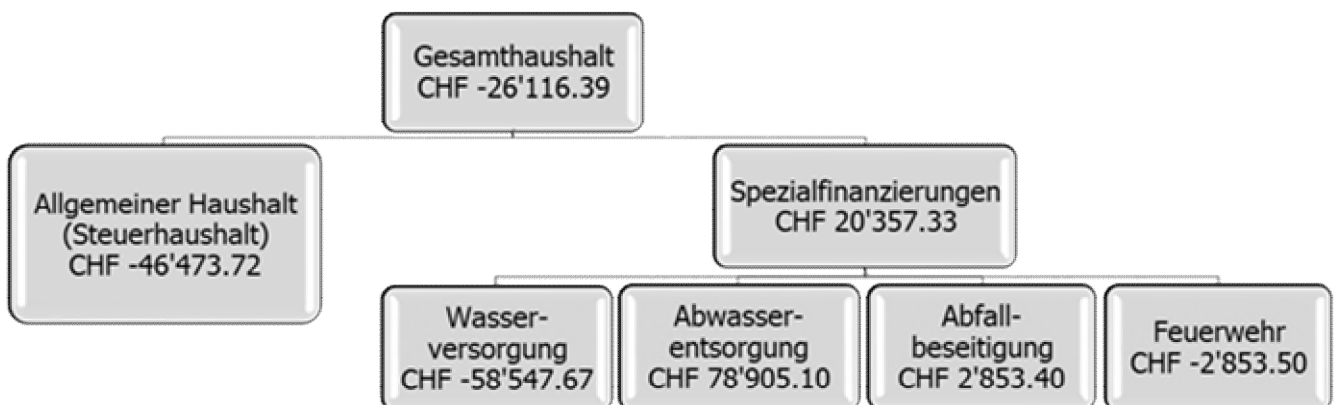 Gesamthaushalt
CHF -26'116.39
Allgemeiner Haushalt
(Steuerhaushalt)
CHF -46'473.72
Spezialfinanzierungen
CHF 20'357.33
Wasser-
versorgung
CHF -58'547.67
Abwasser-
entsorgung
CHF 78'905.10
Abfall-
beseitigung
CHF 2'853.40
Feuerwehr
CHF -2'853.50